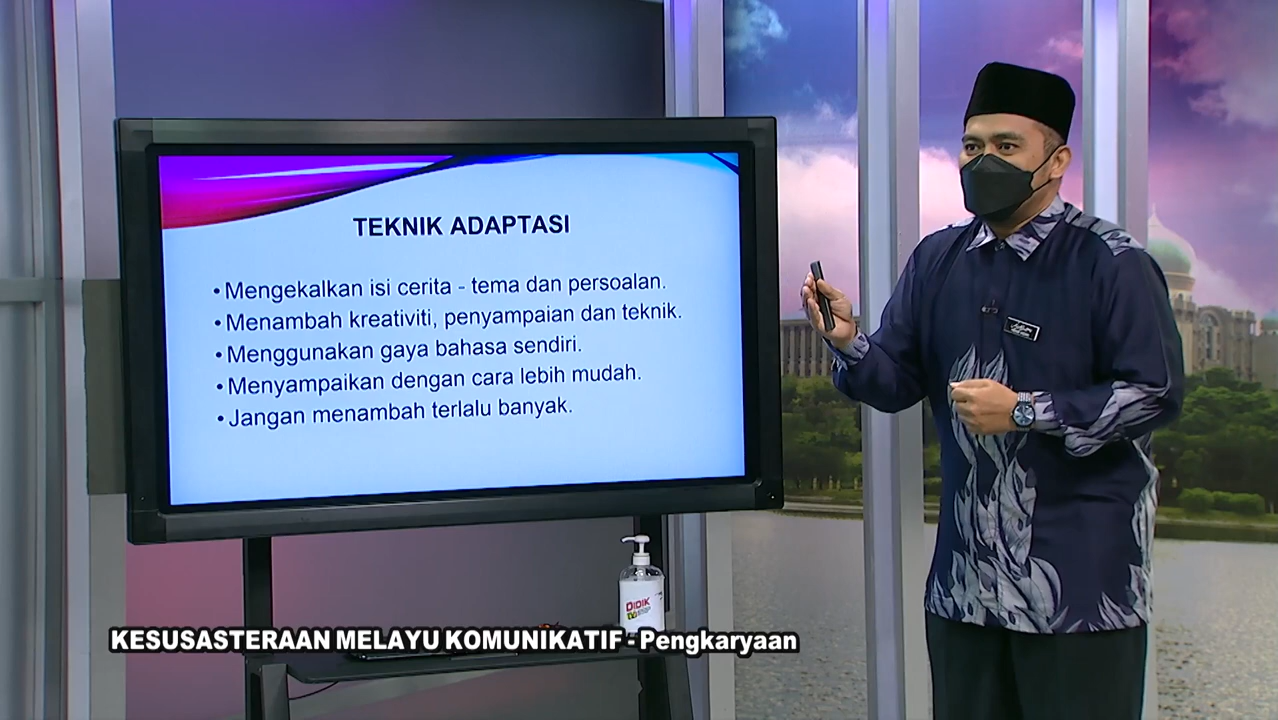 TEKNIK ADAPTASI
• Mengekalkan isi cerita - tema dan persoalan.
• Menambah kreativiti, penyampaian dan teknik.
• Menggunakan gaya bahasa sendiri.
• Menyampaikan dengan cara lebih mudah.
• Jangan menambah terlalu banyak.
DIDIK
KESUSASTERAAN MELAYU KOMUNIKATIF - Pengkaryaan